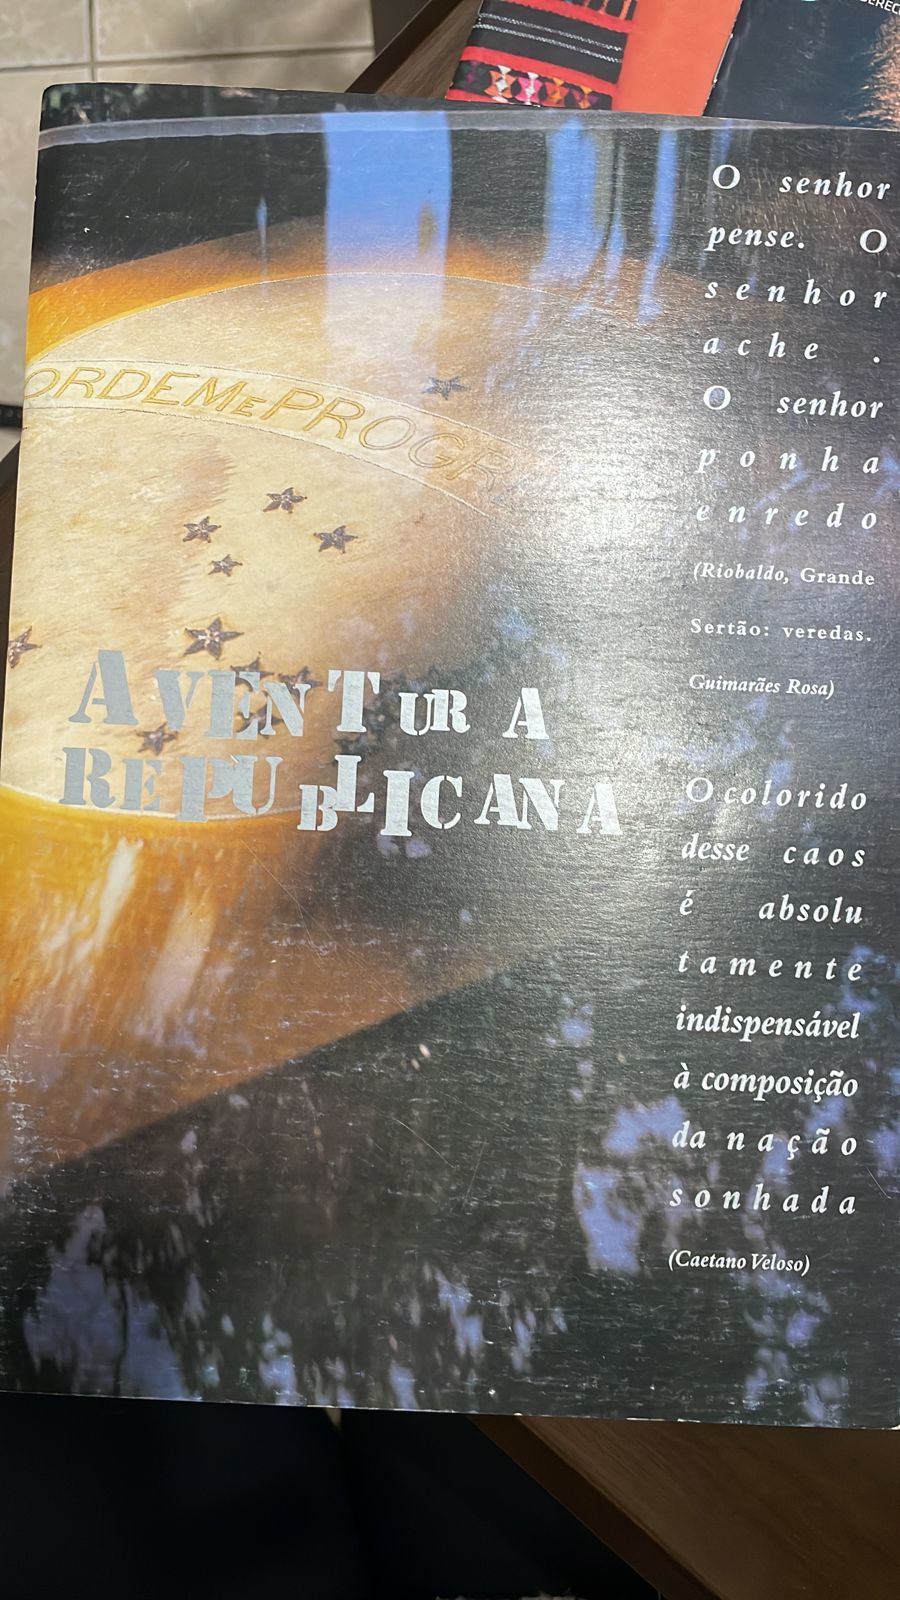 ORDEM E PROGR
AVENTURA
REPUBLICANA
O senhor
pense. O
senhor
ache .
O senhor
ponha
enredo
(Riobaldo, Grande
Sertão: veredas.
Guimarães Rosa)
O colorido
desse caos
é absolu
tamente
indispensável
à composição
da nação
sonhada
(Caetano Veloso)